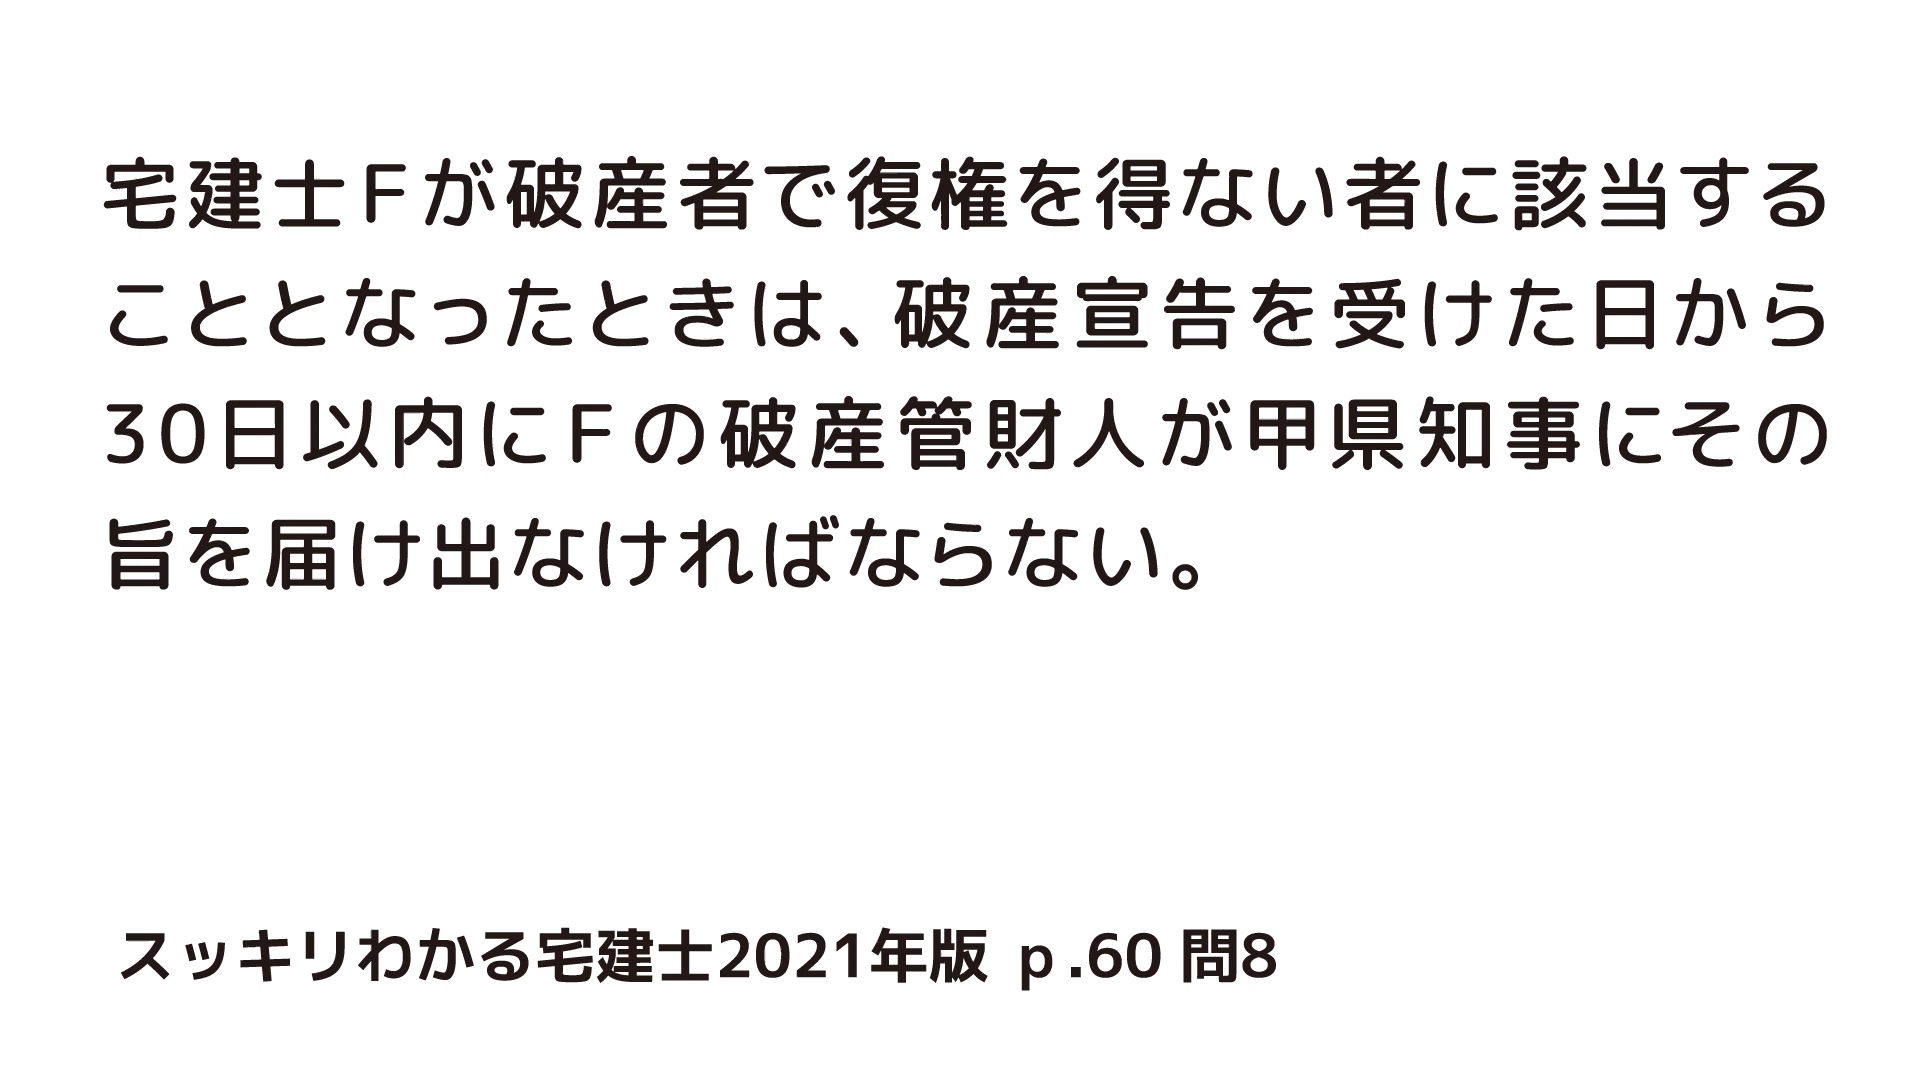 宅建士Fが破産者で復権を得ない者に該当する
こととなったときは、破産宣告を受けた日から
30日以内にFの破産管財人が甲県知事にその
旨を届け出なければならない。
スッキリわかる宅建士2021年版 p.60 問8